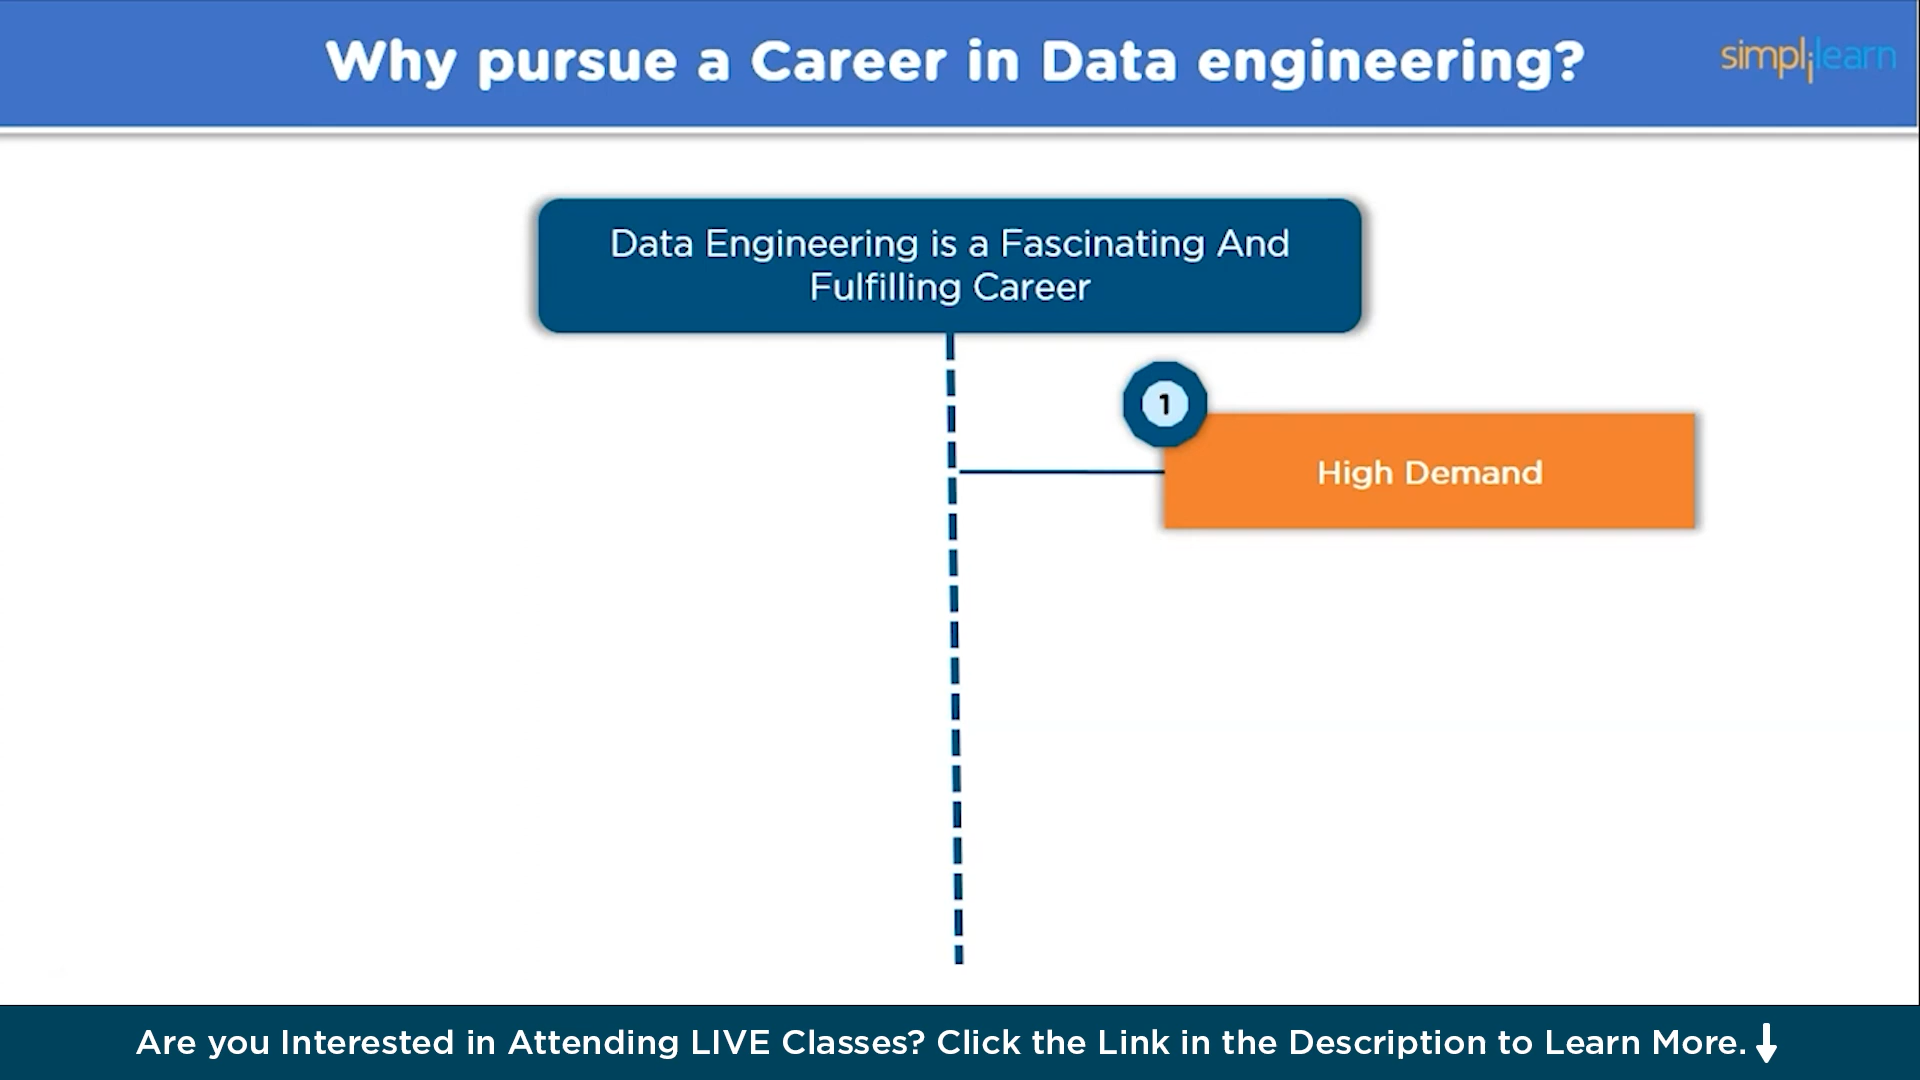 Why pursue a Career in Data engineering?
simplilearn
Data Engineering is a Fascinating And
Fulfilling Career
1
High Demand
Are you Interested in Attending LIVE Classes? Click the Link in the Description to Learn More.